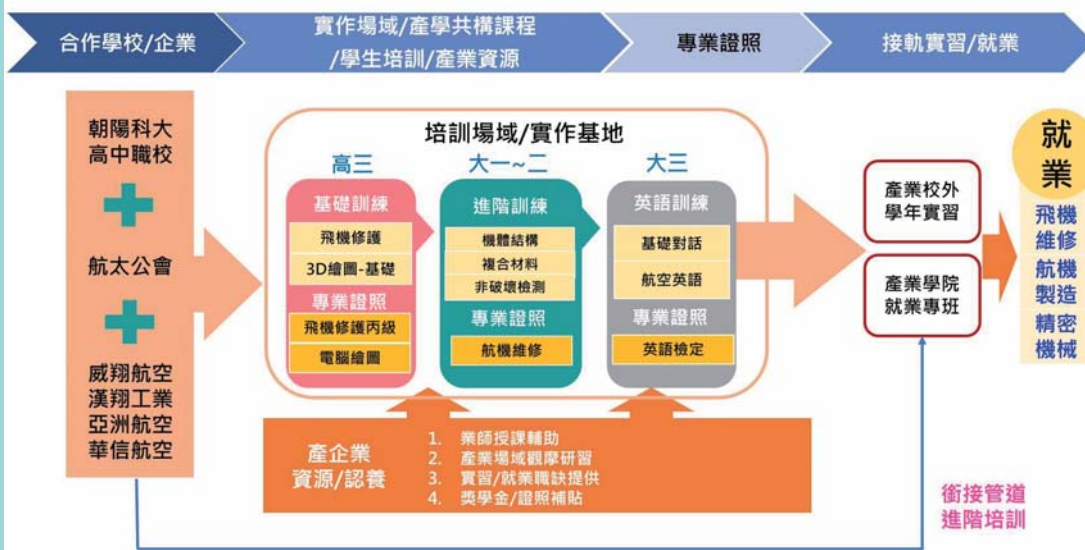 合作學校/企業
實作場域/產學共構課程
/學生培訓/產業資源
專業證照
接軌實習/就業
朝陽科大
高中職校
航太公會
威翔航空
漢翔工業
亞洲航空
華信航空
培訓場域/實作基地
高三
基礎訓練
飛機修護
3D繪圖-基礎
專業證照
飛機修護丙級
電腦繪圖
大一~二
進階訓練
機體結構
複合材料
非破壞檢測
專業證照
航機維修
大三
英語訓練
基礎對話
航空英語
專業證照
英語檢定
產企業
資源/認養
1. 業師授課輔助
2. 產業場域觀摩研習
3. 實習/就業職缺提供
4. 獎學金/證照補貼
產業校外
學年實習
產業學院
就業專班
就
業
飛機
維修
航機
製造
精密
機械
銜接管道
進階培訓